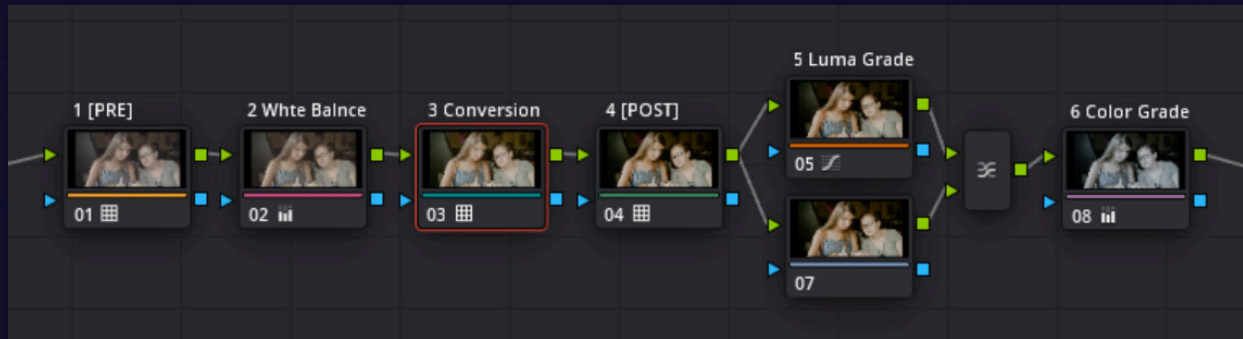 5 Luma Grade
1 [PRE]
2 Whte Balnce
3 Conversion
4 [POST]
6 Color Grade
01
02
03
04
05
07
08